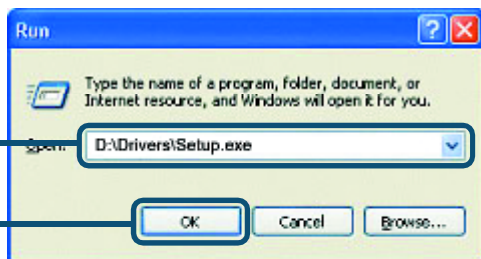 Run
Type the name of a program, folder, document, or
Internet resource, and Windows will open it for you.
Open: D:\Drivers\Setup.exe
OK Cancel Browse...